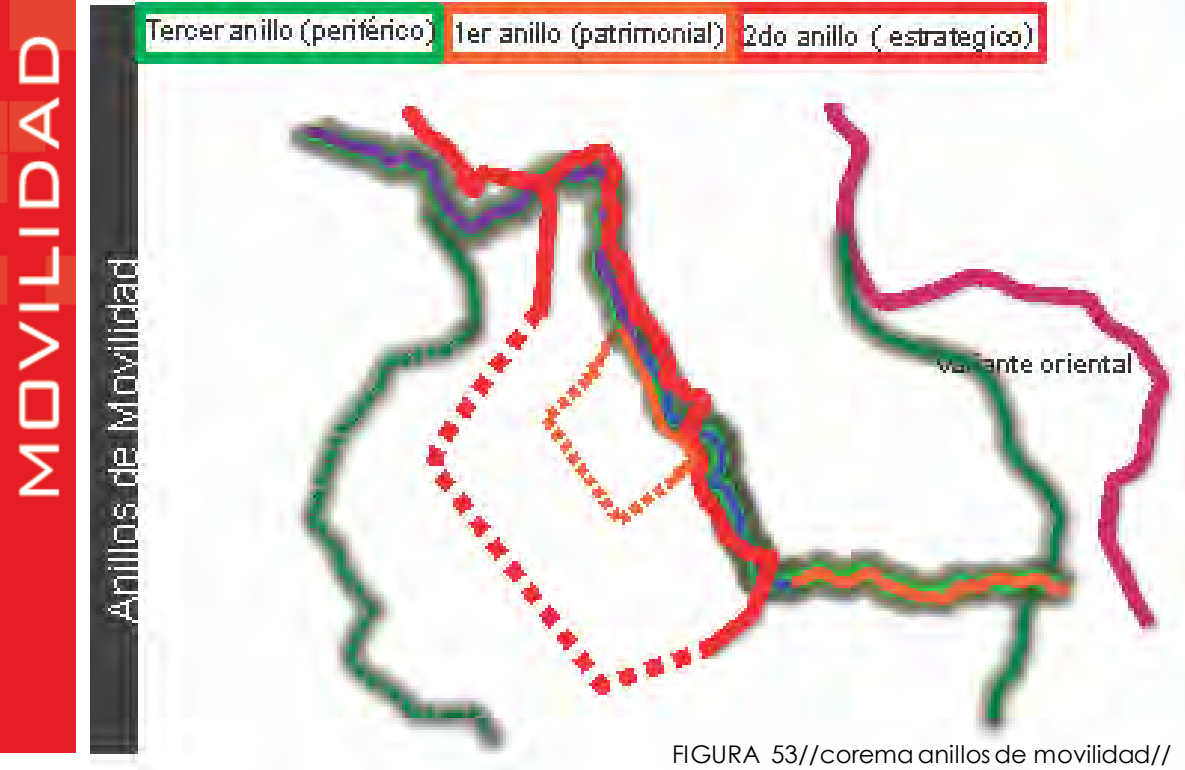 MOVILIDAD
Anillos de Movilidad
Tercer anillo (periférico)
1er anillo (patrimonial)
2do anillo ( estrategico)
variante oriental
FIGURA 53//corema anillos de movilidad//